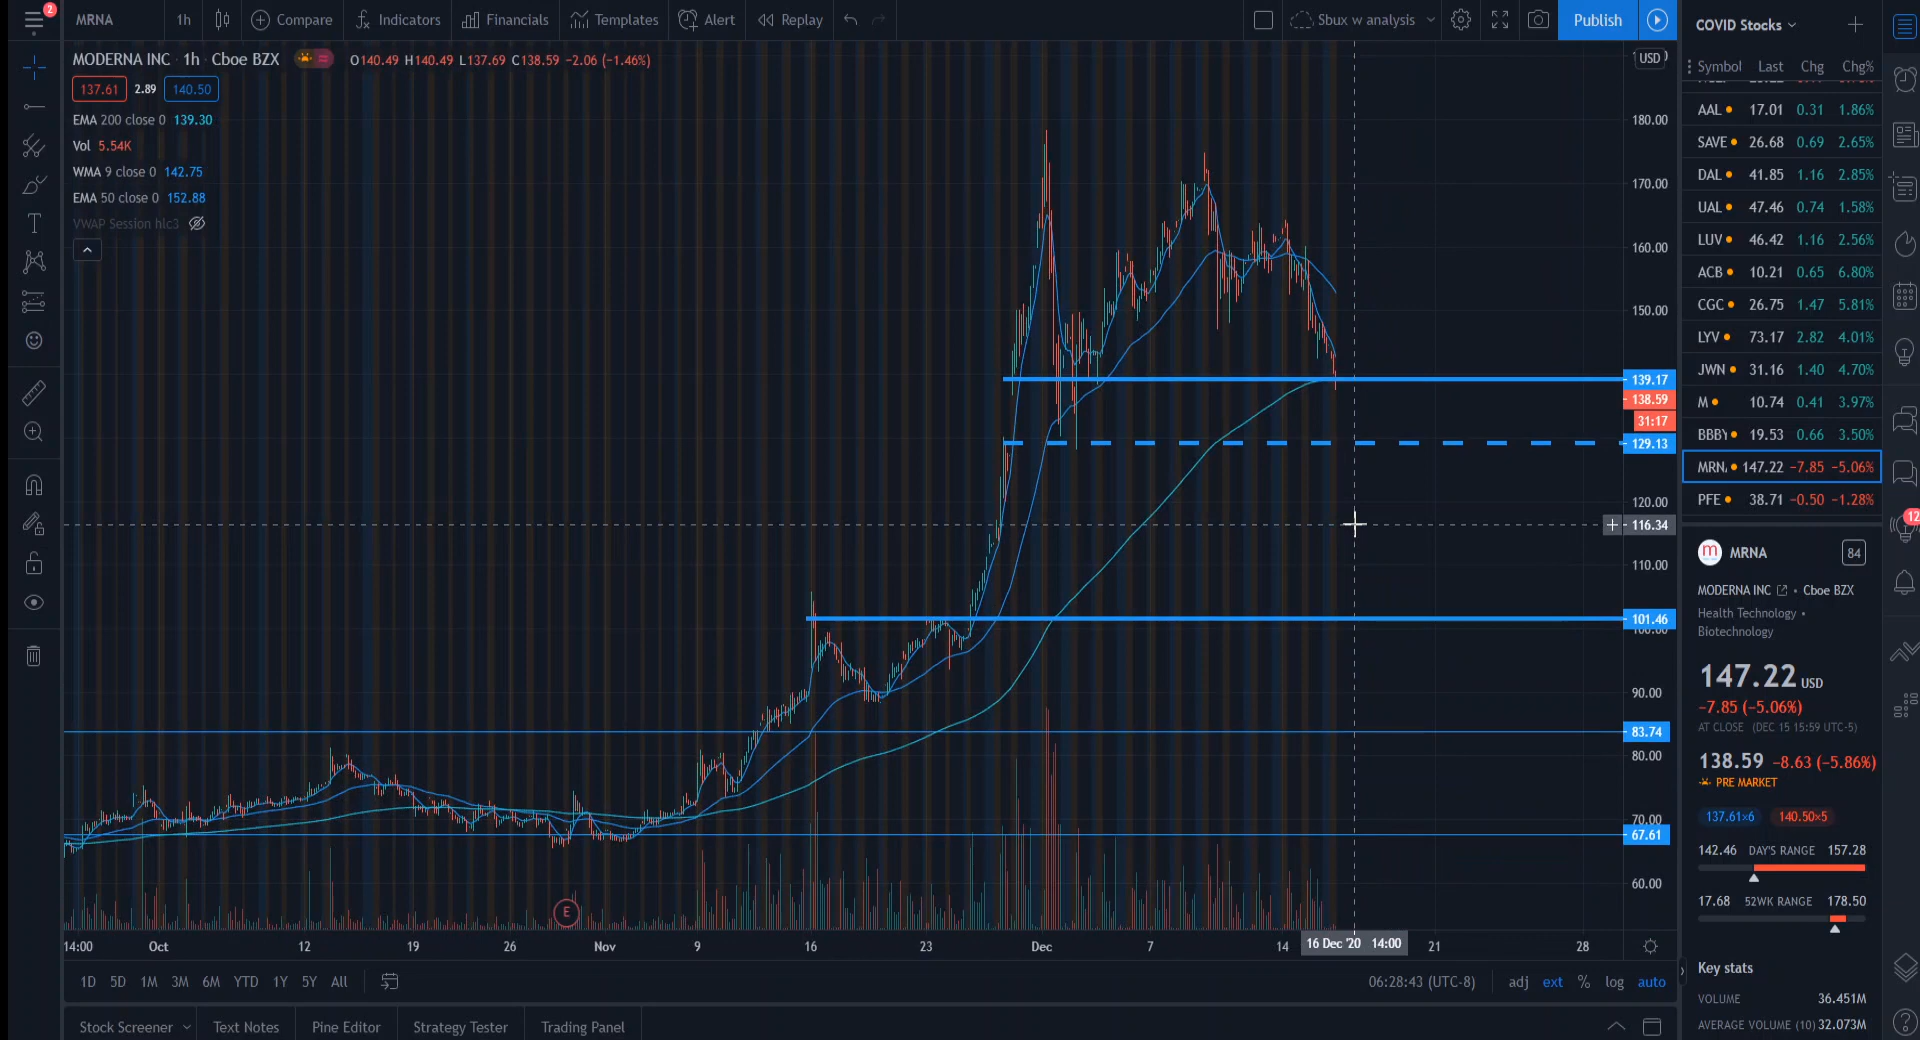 2
MRNA 1h Compare Indicators Financials Templates Alert Replay Sbux w analysis Publish
MODERNA INC 1h Cboe BZX O140.49 H140.49 L137.69 C138.59 −2.06 (−1.46%)
137.61 2.89 140.50
EMA 200 close 0 139.30
Vol 5.54K
WMA 9 close 0 142.75
EMA 50 close 0 152.88
VWAP Session hlc3
USD
180.00
170.00
160.00
150.00
139.17
138.59
31:17
129.13
120.00
116.34
110.00
101.46
100.00
90.00
83.74
80.00
70.00
67.61
60.00
E
14:00 Oct 12 19 26 Nov 9 16 23 Dec 7 14 16 Dec '20 14:00 21 28
1D 5D 1M 3M 6M YTD 1Y 5Y All 06:28:43 (UTC-8) adj ext % log auto
Stock Screener Text Notes Pine Editor Strategy Tester Trading Panel
COVID Stocks
Symbol Last Chg Chg%
AAL 17.01 0.31 1.86%
SAVE 26.68 0.69 2.65%
DAL 41.85 1.16 2.85%
UAL 47.46 0.74 1.58%
LUV 46.42 1.16 2.56%
ACB 10.21 0.65 6.80%
CGC 26.75 1.47 5.81%
LYV 73.17 2.82 4.01%
JWN 31.16 1.40 4.70%
M 10.74 0.41 3.97%
BBBY 19.53 0.66 3.50%
MRN 147.22 −7.85 −5.06%
PFE 38.71 −0.50 −1.28%
12
m MRNA 84
MODERNA INC • Cboe BZX
Health Technology •
Biotechnology
147.22 USD
−7.85 (−5.06%)
AT CLOSE (DEC 15 15:59 UTC-5)
138.59 −8.63 (−5.86%)
PRE MARKET
137.61×6 140.50×5
142.46 DAY'S RANGE 157.28
17.68 52WK RANGE 178.50
Key stats
VOLUME 36.451M
AVERAGE VOLUME (10) 32.073M